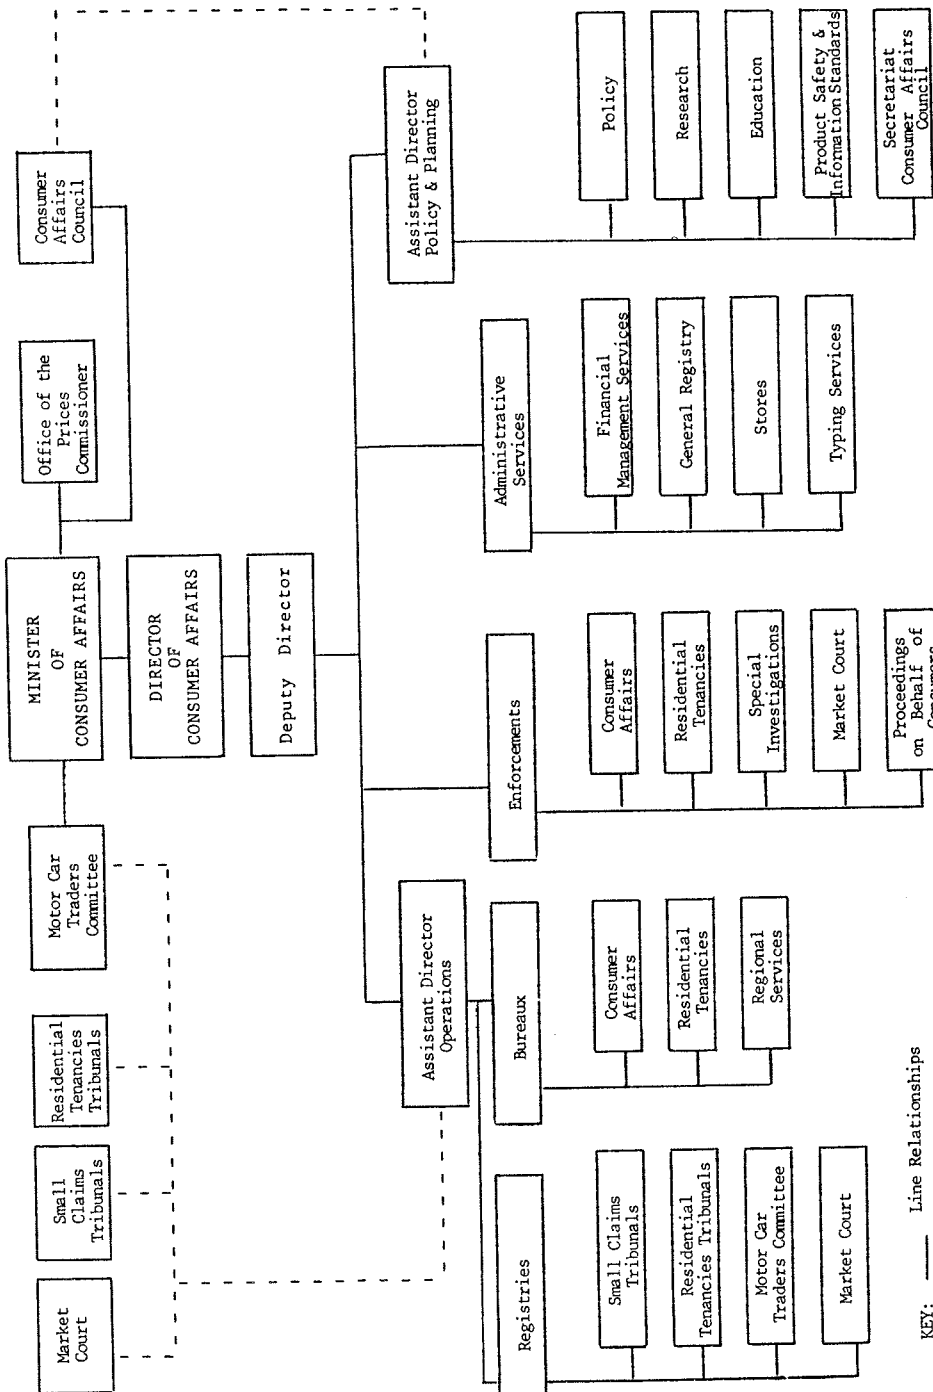 Market
Court
Small
Claims
Tribunals
Residential
Tenancies
Tribunals
Motor Car
Traders
Committee
MINISTER
OF
CONSUMER AFFAIRS
Office of the
Prices
Commissioner
Consumer
Affairs
Council
DIRECTOR
OF
CONSUMER AFFAIRS
Deputy Director
Assistant Director
Operations
Assistant Director
Policy & Planning
Registries
Small Claims
Tribunals
Residential
Tenancies Tribunals
Motor Car
Traders Committee
Market Court
Bureaux
Consumer
Affairs
Residential
Tenancies
Regional
Services
Enforcements
Consumer
Affairs
Residential
Tenancies
Special
Investigations
Market Court
Proceedings
on Behalf of
Consumers
Administrative
Services
Financial
Management Services
General Registry
Stores
Typing Services
Policy
Research
Education
Product Safety &
Information Standards
Secretariat
Consumer Affairs
Council
KEY: Line Relationships